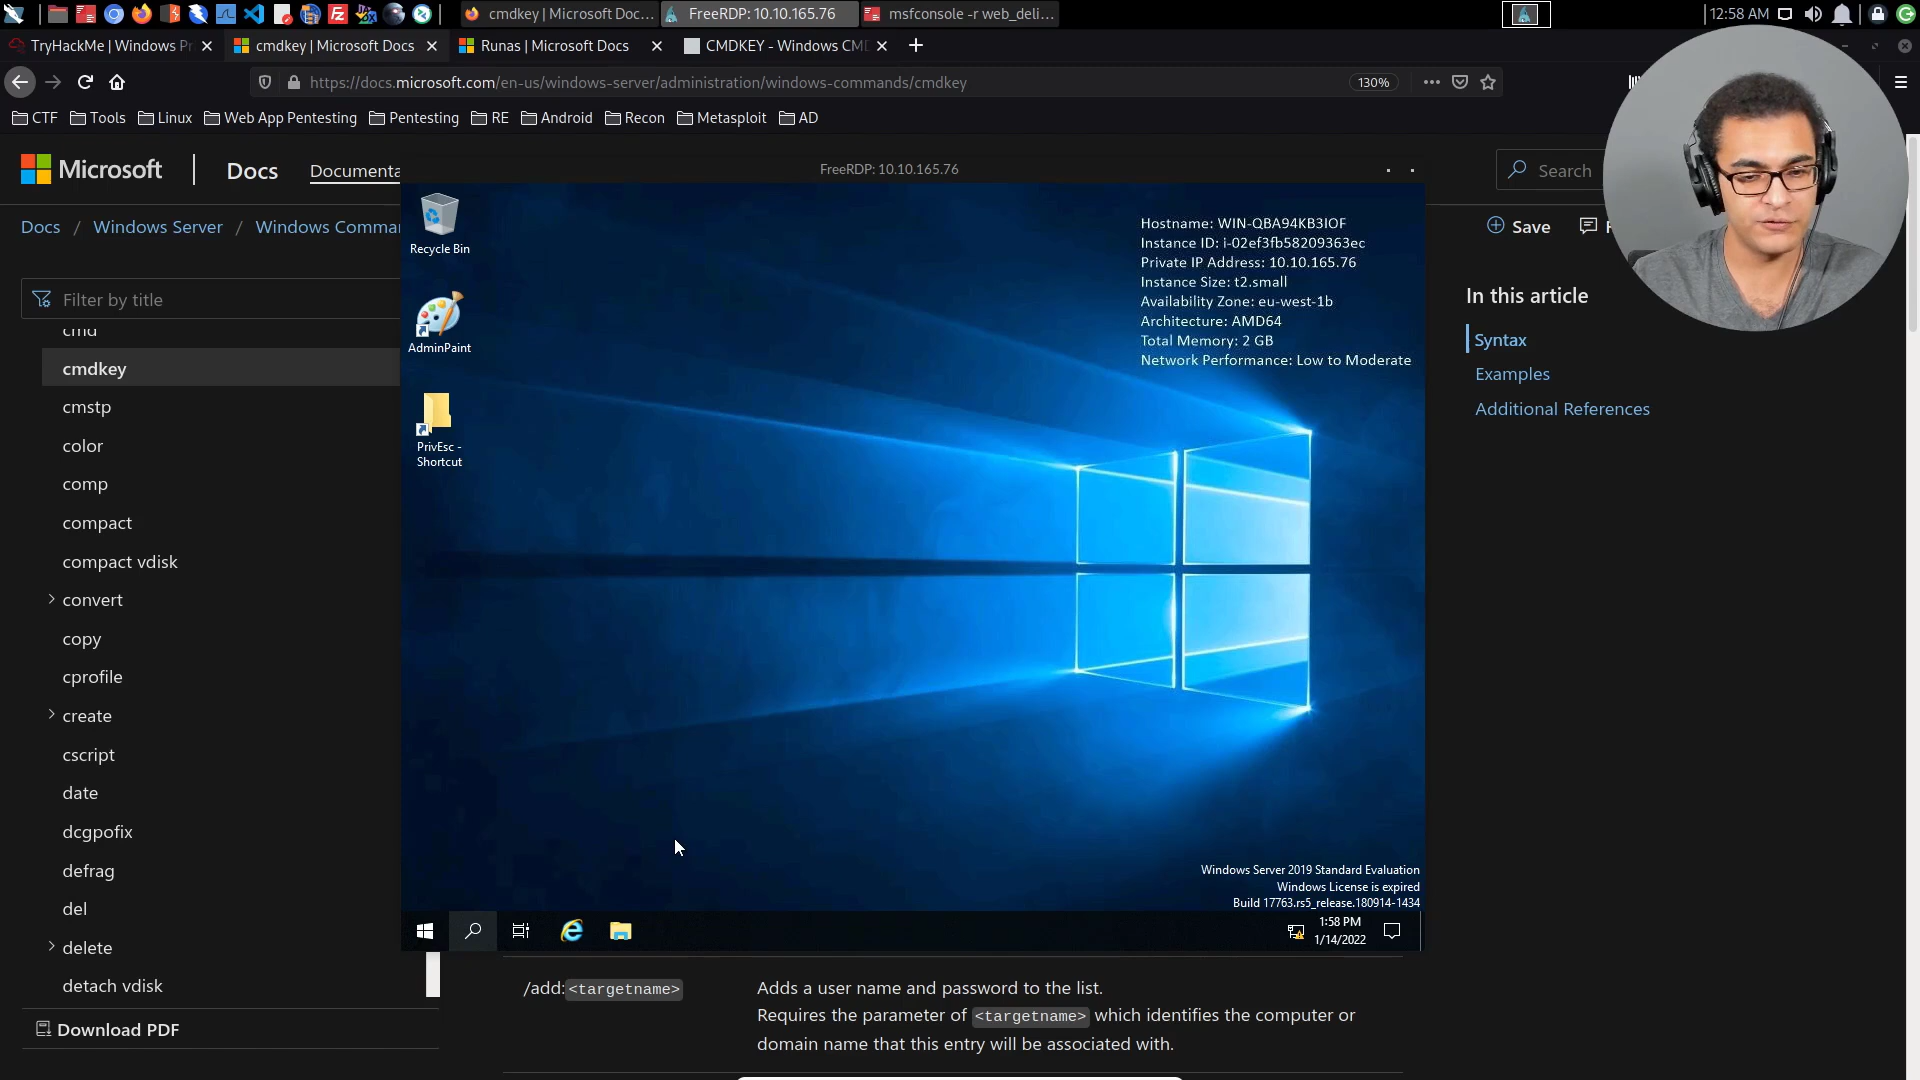 cmdkey | Microsoft Doc...
FreeRDP: 10.10.165.76
msfconsole -r web_deli...
12:58 AM
TryHackMe | Windows Pr
cmdkey | Microsoft Docs
Runas | Microsoft Docs
CMDKEY - Windows CMD
https://docs.microsoft.com/en-us/windows-server/administration/windows-commands/cmdkey
130%
CTF
Tools
Linux
Web App Pentesting
Pentesting
RE
Android
Recon
Metasploit
AD
Microsoft
Docs
Documenta
Search
Docs / Windows Server / Windows Comma
Save
Filter by title
cmd
cmdkey
cmstp
color
comp
compact
compact vdisk
convert
copy
cprofile
create
cscript
date
dcgpofix
defrag
del
delete
detach vdisk
Download PDF
FreeRDP: 10.10.165.76
Recycle Bin
AdminPaint
PrivEsc -
Shortcut
Hostname: WIN-QBA94KB3IOF
Instance ID: i-02ef3fb58209363ec
Private IP Address: 10.10.165.76
Instance Size: t2.small
Availability Zone: eu-west-1b
Architecture: AMD64
Total Memory: 2 GB
Network Performance: Low to Moderate
Windows Server 2019 Standard Evaluation
Windows License is expired
Build 17763.rs5_release.180914-1434
1:58 PM
1/14/2022
In this article
Syntax
Examples
Additional References
/add:<targetname>
Adds a user name and password to the list.
Requires the parameter of <targetname> which identifies the computer or
domain name that this entry will be associated with.